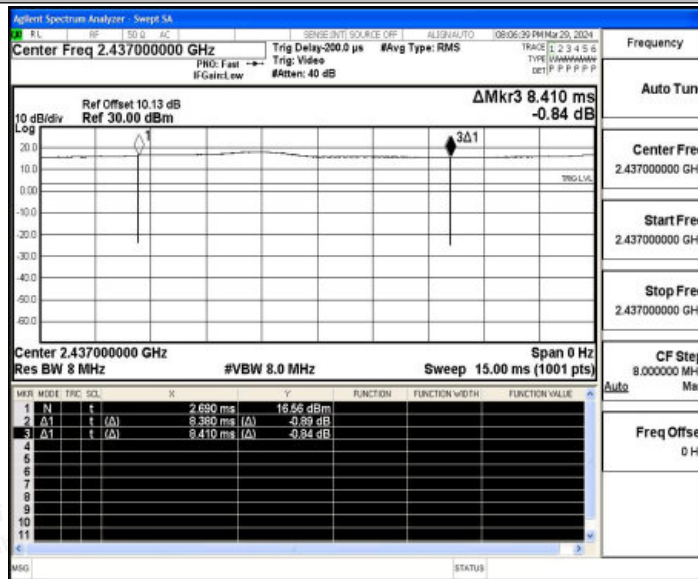 Agilent Spectrum Analyzer - Swept SA
RL RF 50 Ω AC SENSE:INT SOURCE OFF ALIGNAUTO 08:06:39 PM Mar 29, 2024
Center Freq 2.437000000 GHz
PNO: Fast
IFGain:Low
Trig Delay-200.0 µs
Trig: Video
#Atten: 40 dB
#Avg Type: RMS
TRACE 1 2 3 4 5 6
TYPE
DET P P P P P P
Ref Offset 10.13 dB
Ref 30.00 dBm
10 dB/div
Log
ΔMkr3 8.410 ms
-0.84 dB
1
3Δ1
20.0
10.0
TRIG LVL
0.00
-10.0
-20.0
-30.0
-40.0
-50.0
-60.0
Center 2.437000000 GHz Span 0 Hz
Res BW 8 MHz #VBW 8.0 MHz Sweep 15.00 ms (1001 pts)
MKR MODE TRC SCL X Y FUNCTION FUNCTION WIDTH FUNCTION VALUE
1 N t 2.690 ms 16.56 dBm
2 Δ1 t (Δ) 8.380 ms (Δ) -0.89 dB
3 Δ1 t (Δ) 8.410 ms (Δ) -0.84 dB
4
5
6
7
8
9
10
11
MSG STATUS
Frequency
Auto Tun
Center Fre
2.437000000 GH
Start Fre
2.437000000 GH
Stop Fre
2.437000000 GH
CF Step
8.000000 MH
Auto Ma
Freq Offse
0 H